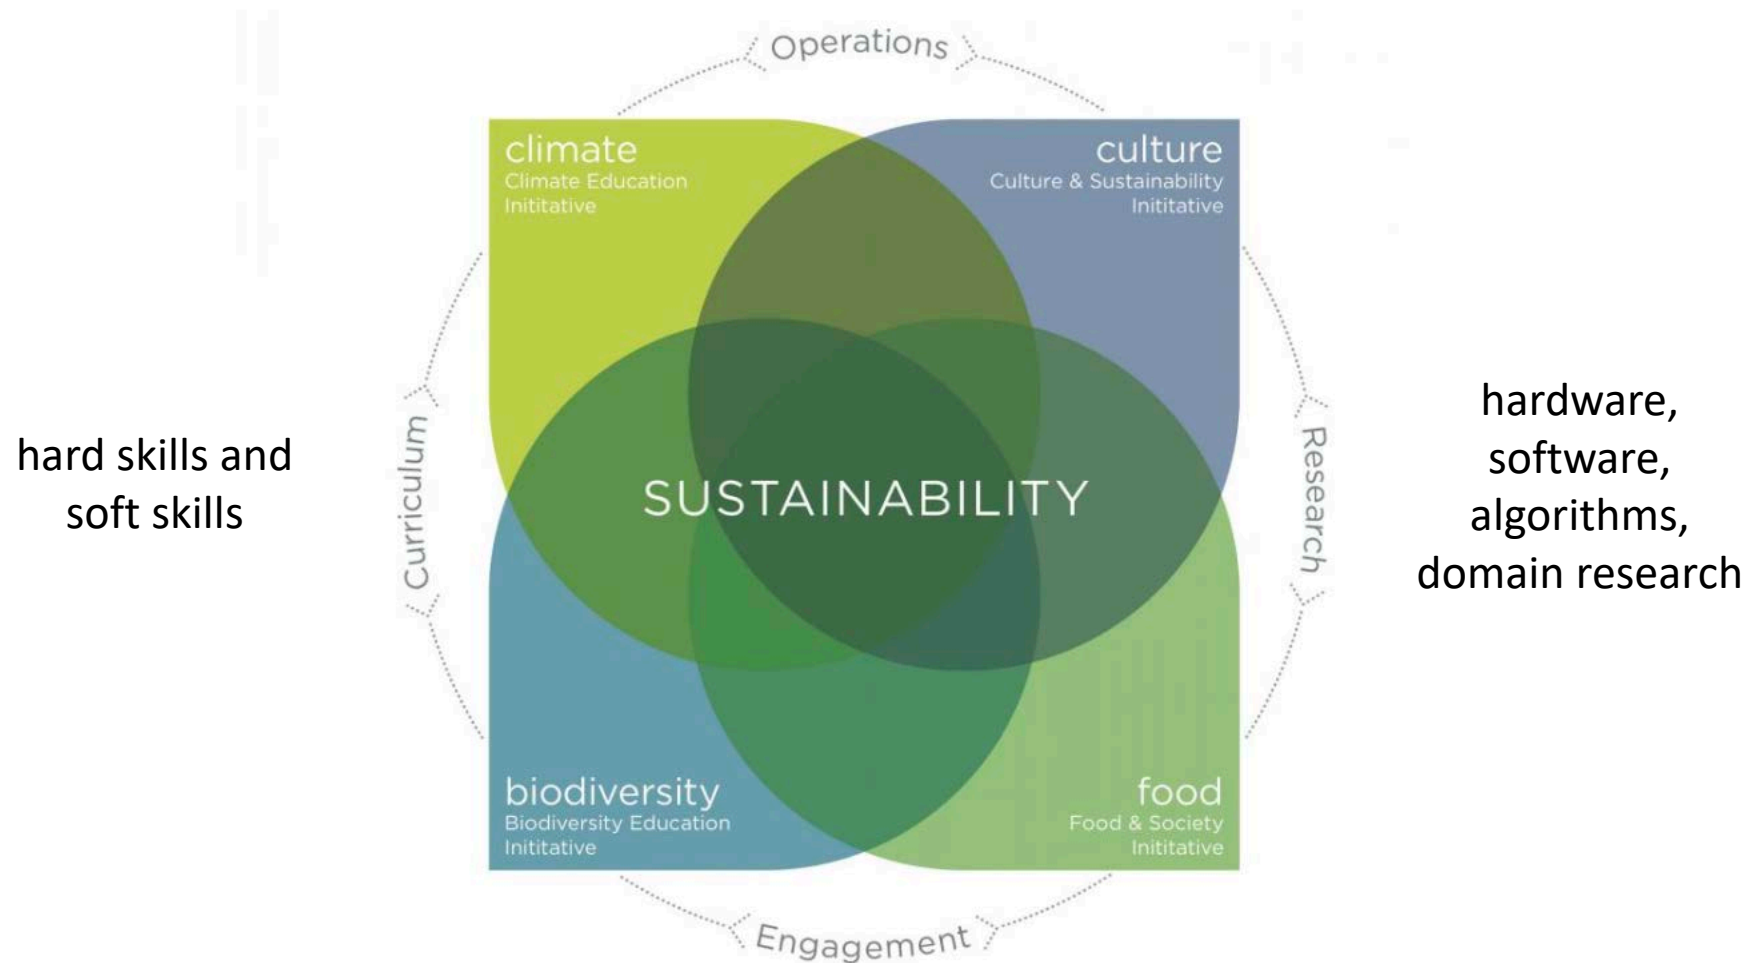 Operations
climate
Climate Education
Inititative
culture
Culture & Sustainability
Inititative
hard skills and
soft skills
Curriculum
SUSTAINABILITY
Research
hardware,
software,
algorithms,
domain research
biodiversity
Biodiversity Education
Inititative
food
Food & Society
Inititative
Engagement